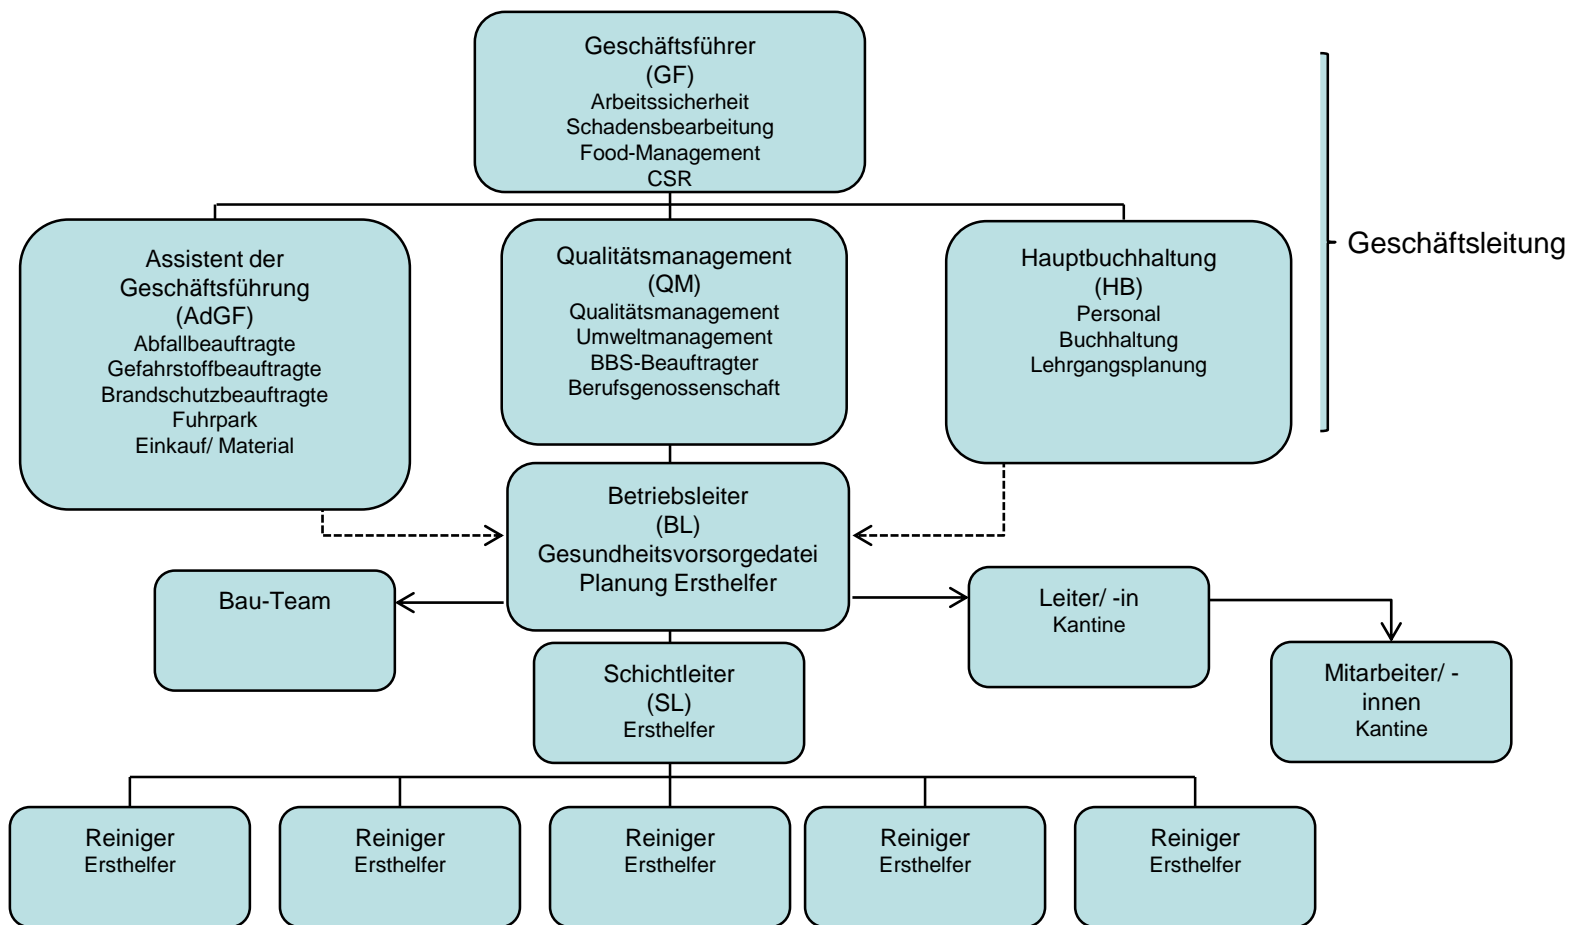 Geschäftsführer
(GF)
Arbeitssicherheit
Schadensbearbeitung
Food-Management
CSR
Geschäftsleitung
Assistent der
Geschäftsführung
(AdGF)
Abfallbeauftragte
Gefahrstoffbeauftragte
Brandschutzbeauftragte
Fuhrpark
Einkauf/ Material
Qualitätsmanagement
(QM)
Qualitätsmanagement
Umweltmanagement
BBS-Beauftragter
Berufsgenossenschaft
Hauptbuchhaltung
(HB)
Personal
Buchhaltung
Lehrgangsplanung
Betriebsleiter
(BL)
Gesundheitsvorsorgedatei
Planung Ersthelfer
Bau-Team
Leiter/ -in
Kantine
Mitarbeiter/ -
innen
Kantine
Schichtleiter
(SL)
Ersthelfer
Reiniger
Ersthelfer
Reiniger
Ersthelfer
Reiniger
Ersthelfer
Reiniger
Ersthelfer
Reiniger
Ersthelfer